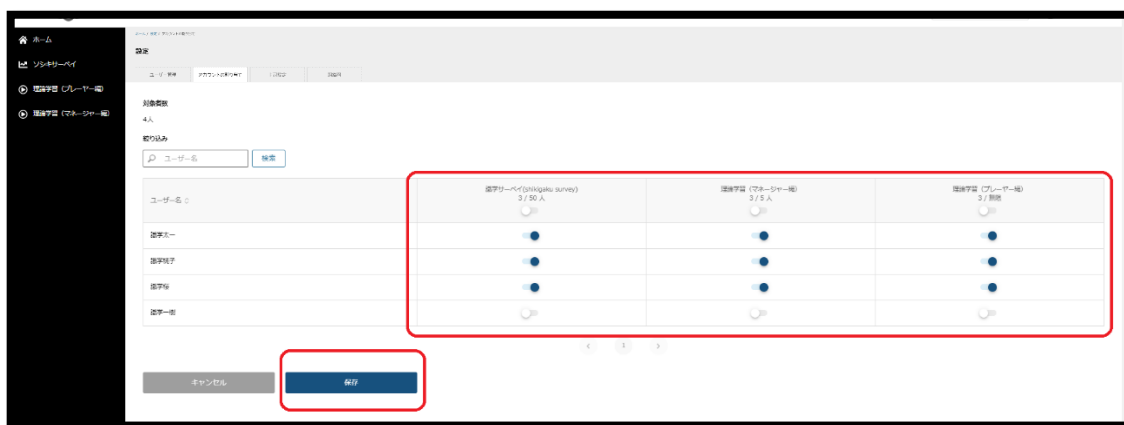 ホーム
ソシキサーベイ
理論学習（プレーヤー編）
理論学習（マネージャー編）
設定
ユーザー管理 アカウントの割り当て
対象者数
4人
絞り込み
ユーザー名 検索
ユーザー名
識学サーベイ(shikigaku survey) 理論学習（マネージャー編） 理論学習（プレーヤー編）
3 / 50 人 3 / 5 人 3 / 無制限
識学太一
識学桃子
識学桜
識学一樹
1
キャンセル 保存